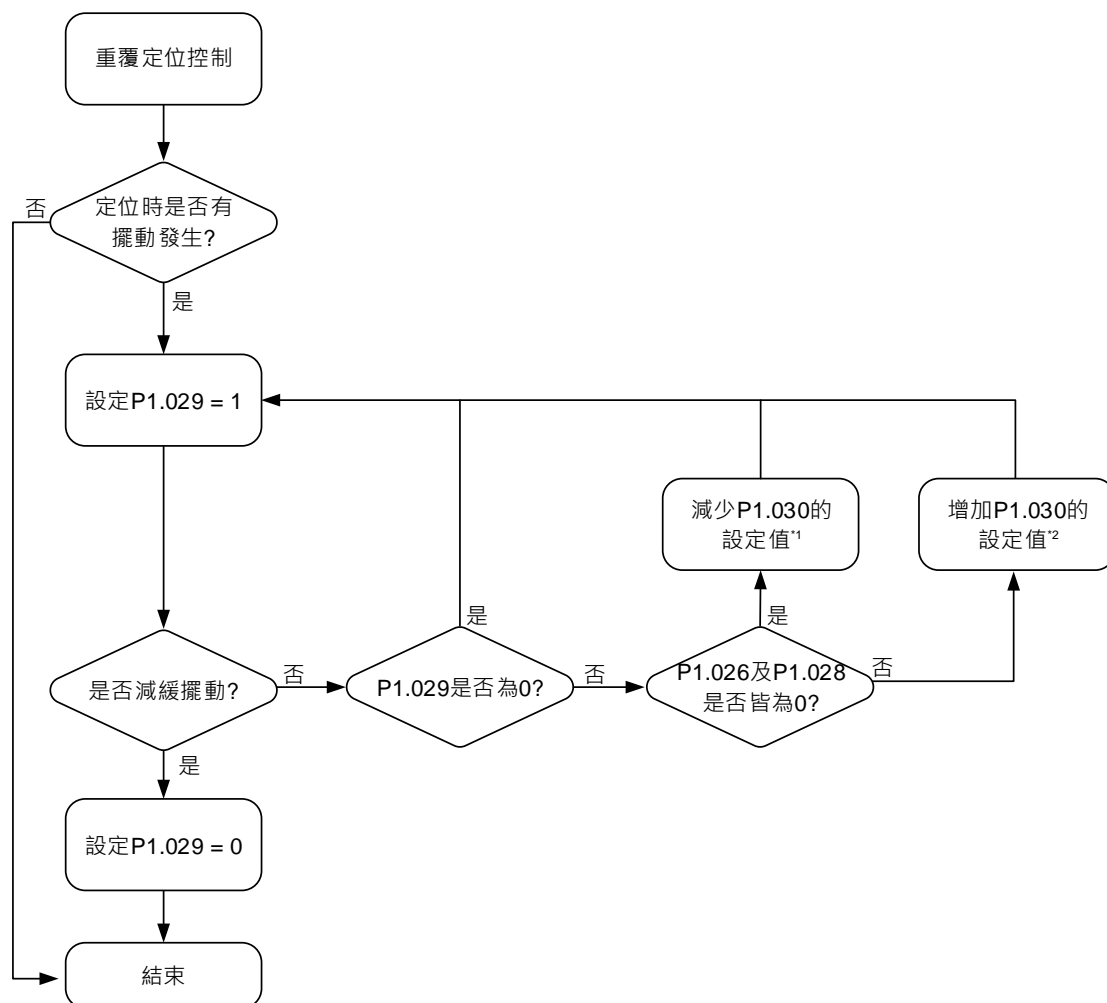 重覆定位控制
否
定位時是否有
擺動發生?
是
設定P1.029 = 1
減少P1.030的
設定值*1
增加P1.030的
設定值*2
是
是
是否減緩擺動?
否
P1.029是否為0?
否
P1.026及P1.028
是否皆為0?
否
是
設定P1.029 = 0
結束